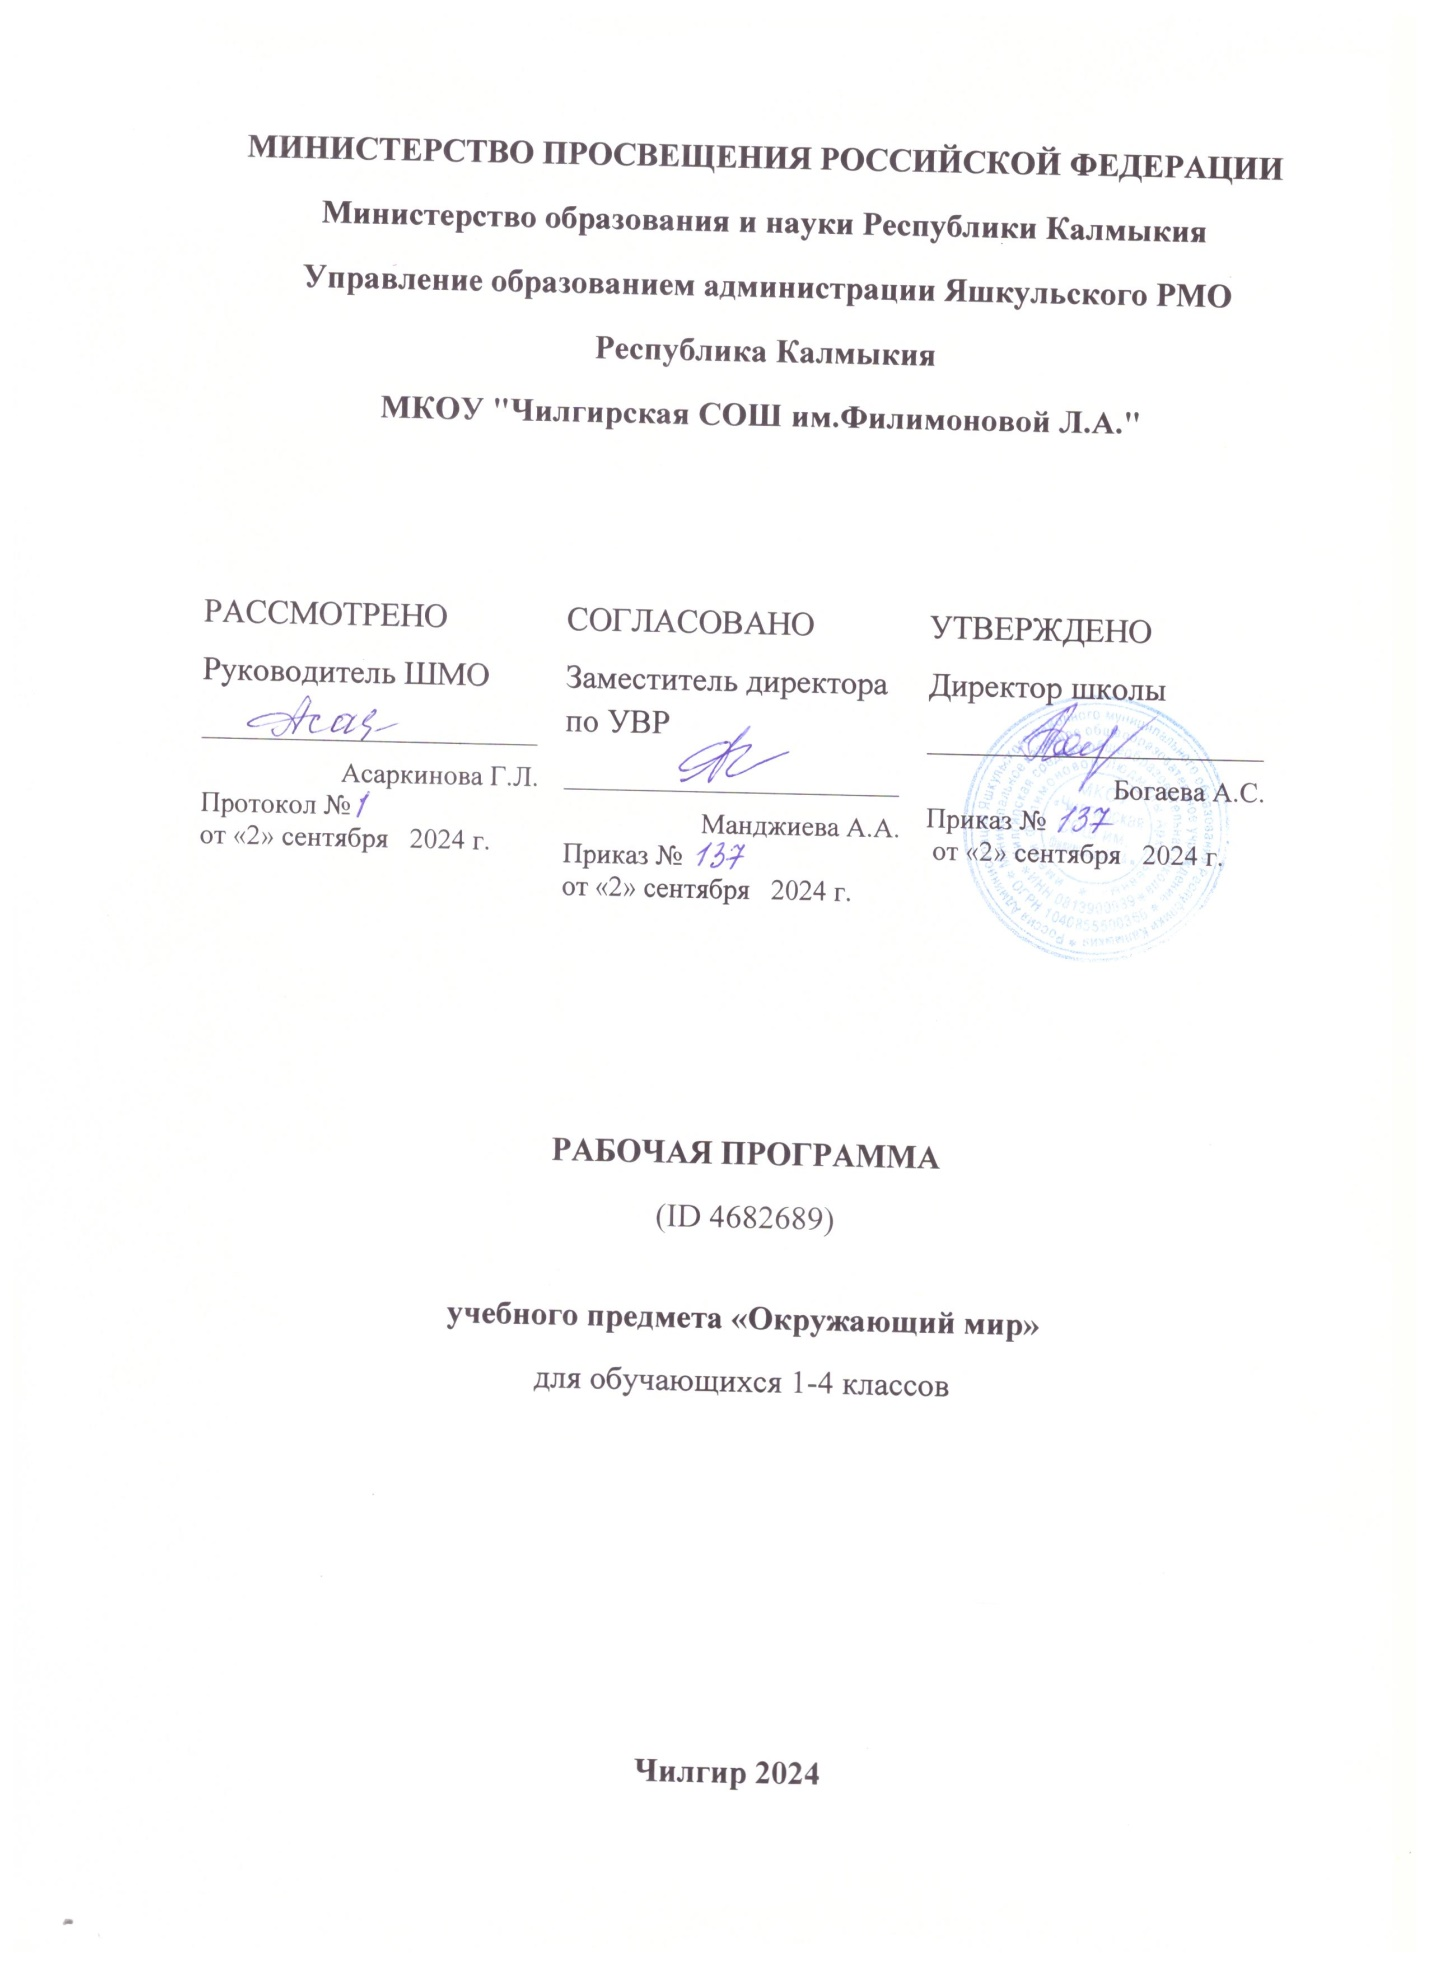 МИНИСТЕРСТВО ПРОСВЕЩЕНИЯ РОССИЙСКОЙ ФЕДЕРАЦИИ
Министерство образования и науки Республики Калмыкия
Управление образованием администрации Яшкульского РМО
Республика Калмыкия
МКОУ "Чилгирская СОШ им.Филимоновой Л.А."
РАССМОТРЕНО
Руководитель ШМО
Асаркинова Г.Л.
Протокол № 1
от «2» сентября 2024 г.
СОГЛАСОВАНО
Заместитель директора
по УВР
Манджиева А.А.
Приказ № 137
от «2» сентября 2024 г.
УТВЕРЖДЕНО
Директор школы
Богаева А.С.
Приказ № 137
от «2» сентября 2024 г.
РАБОЧАЯ ПРОГРАММА
(ID 4682689)
учебного предмета «Окружающий мир»
для обучающихся 1-4 классов
Чилгир 2024